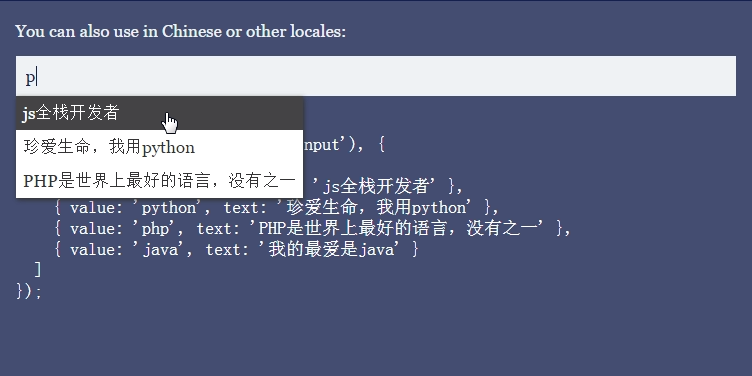 You can also use in Chinese or other locales:
p
js全栈开发者
珍爱生命，我用python
PHP是世界上最好的语言，没有之一
nput'), {
'js全栈开发者' },
{ value: 'python', text: '珍爱生命，我用python' },
{ value: 'php', text: 'PHP是世界上最好的语言，没有之一' },
{ value: 'java', text: '我的最爱是java' }
]
});